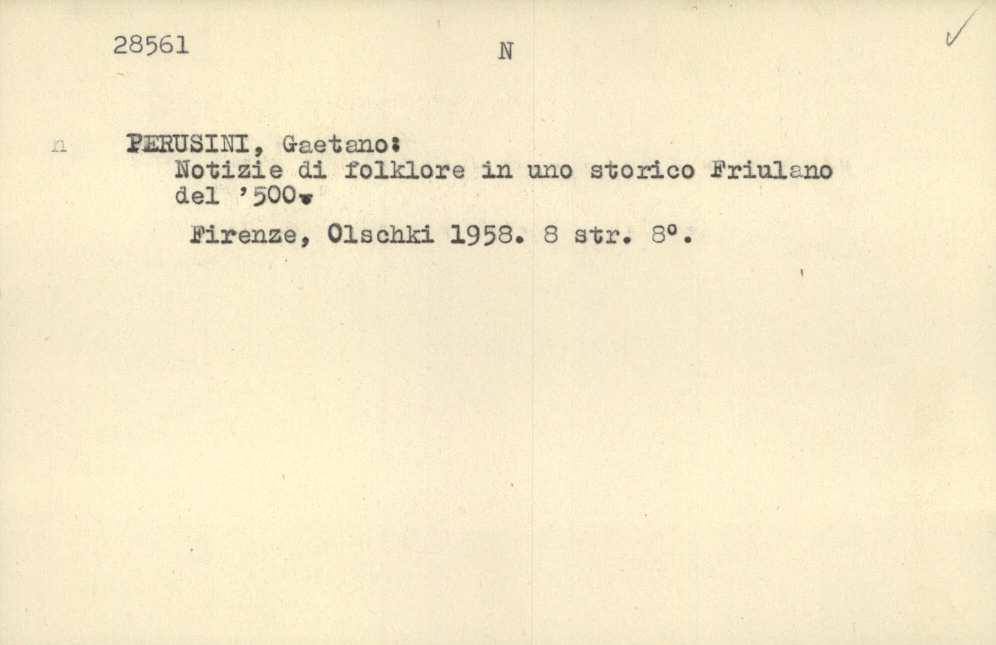 28561 N
n PERUSINI, Gaetano:
Notizie di folklore in uno storico Friulano
del '500.
Firenze, Olschki 1958. 8 str. 8°.